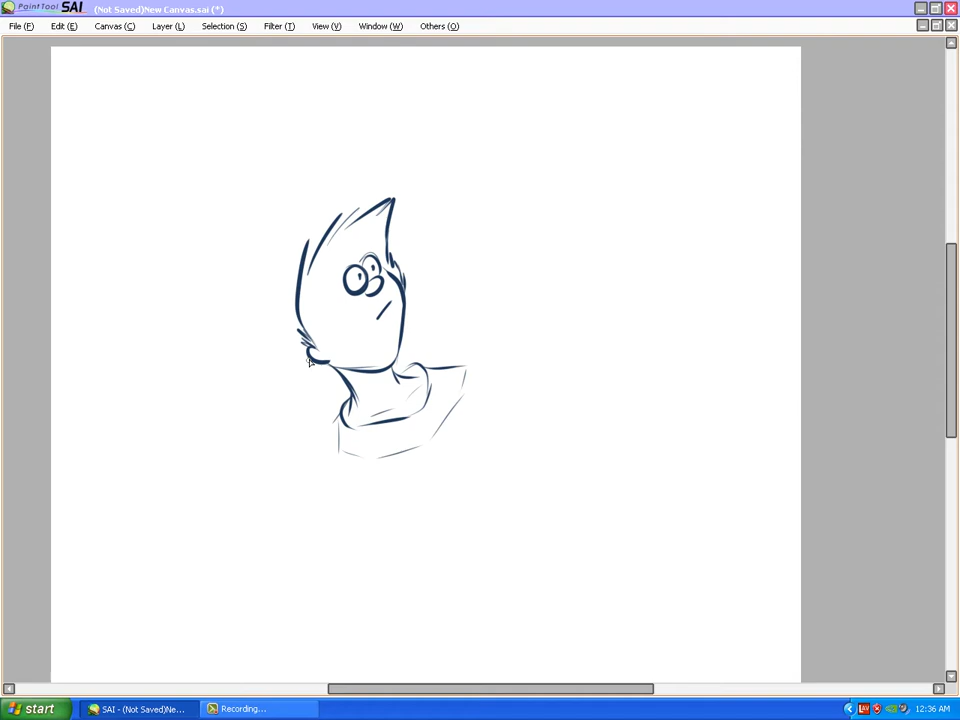 PaintTool SAI (Not Saved)New Canvas.sai (*)
File (F) Edit (E) Canvas (C) Layer (L) Selection (S) Filter (T) View (V) Window (W) Others (O)
start SAI - (Not Saved)Ne... Recording... 12:36 AM